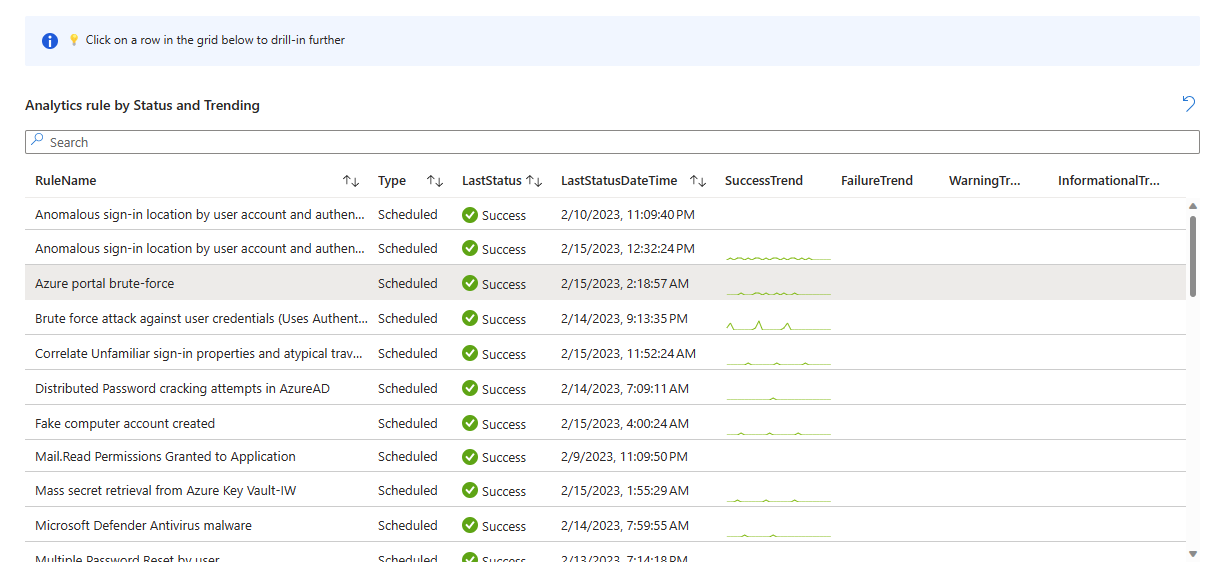 Click on a row in the grid below to drill-in further
Analytics rule by Status and Trending
Search
RuleName Type LastStatus LastStatusDateTime SuccessTrend FailureTrend WarningTr... InformationalTr...
Anomalous sign-in location by user account and authen... Scheduled Success 2/10/2023, 11:09:40 PM
Anomalous sign-in location by user account and authen... Scheduled Success 2/15/2023, 12:32:24 PM
Azure portal brute-force Scheduled Success 2/15/2023, 2:18:57 AM
Brute force attack against user credentials (Uses Authent... Scheduled Success 2/14/2023, 9:13:35 PM
Correlate Unfamiliar sign-in properties and atypical trav... Scheduled Success 2/15/2023, 11:52:24 AM
Distributed Password cracking attempts in AzureAD Scheduled Success 2/14/2023, 7:09:11 AM
Fake computer account created Scheduled Success 2/15/2023, 4:00:24 AM
Mail.Read Permissions Granted to Application Scheduled Success 2/9/2023, 11:09:50 PM
Mass secret retrieval from Azure Key Vault-IW Scheduled Success 2/15/2023, 1:55:29 AM
Microsoft Defender Antivirus malware Scheduled Success 2/14/2023, 7:59:55 AM
Multiple Password Reset by user Scheduled Success 2/13/2023, 7:14:18 PM